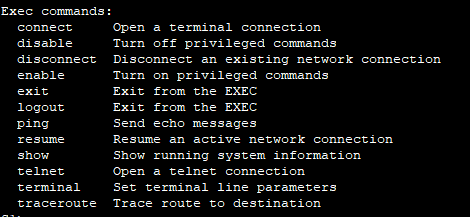 Exec commands:
connect Open a terminal connection
disable Turn off privileged commands
disconnect Disconnect an existing network connection
enable Turn on privileged commands
exit Exit from the EXEC
logout Exit from the EXEC
ping Send echo messages
resume Resume an active network connection
show Show running system information
telnet Open a telnet connection
terminal Set terminal line parameters
traceroute Trace route to destination